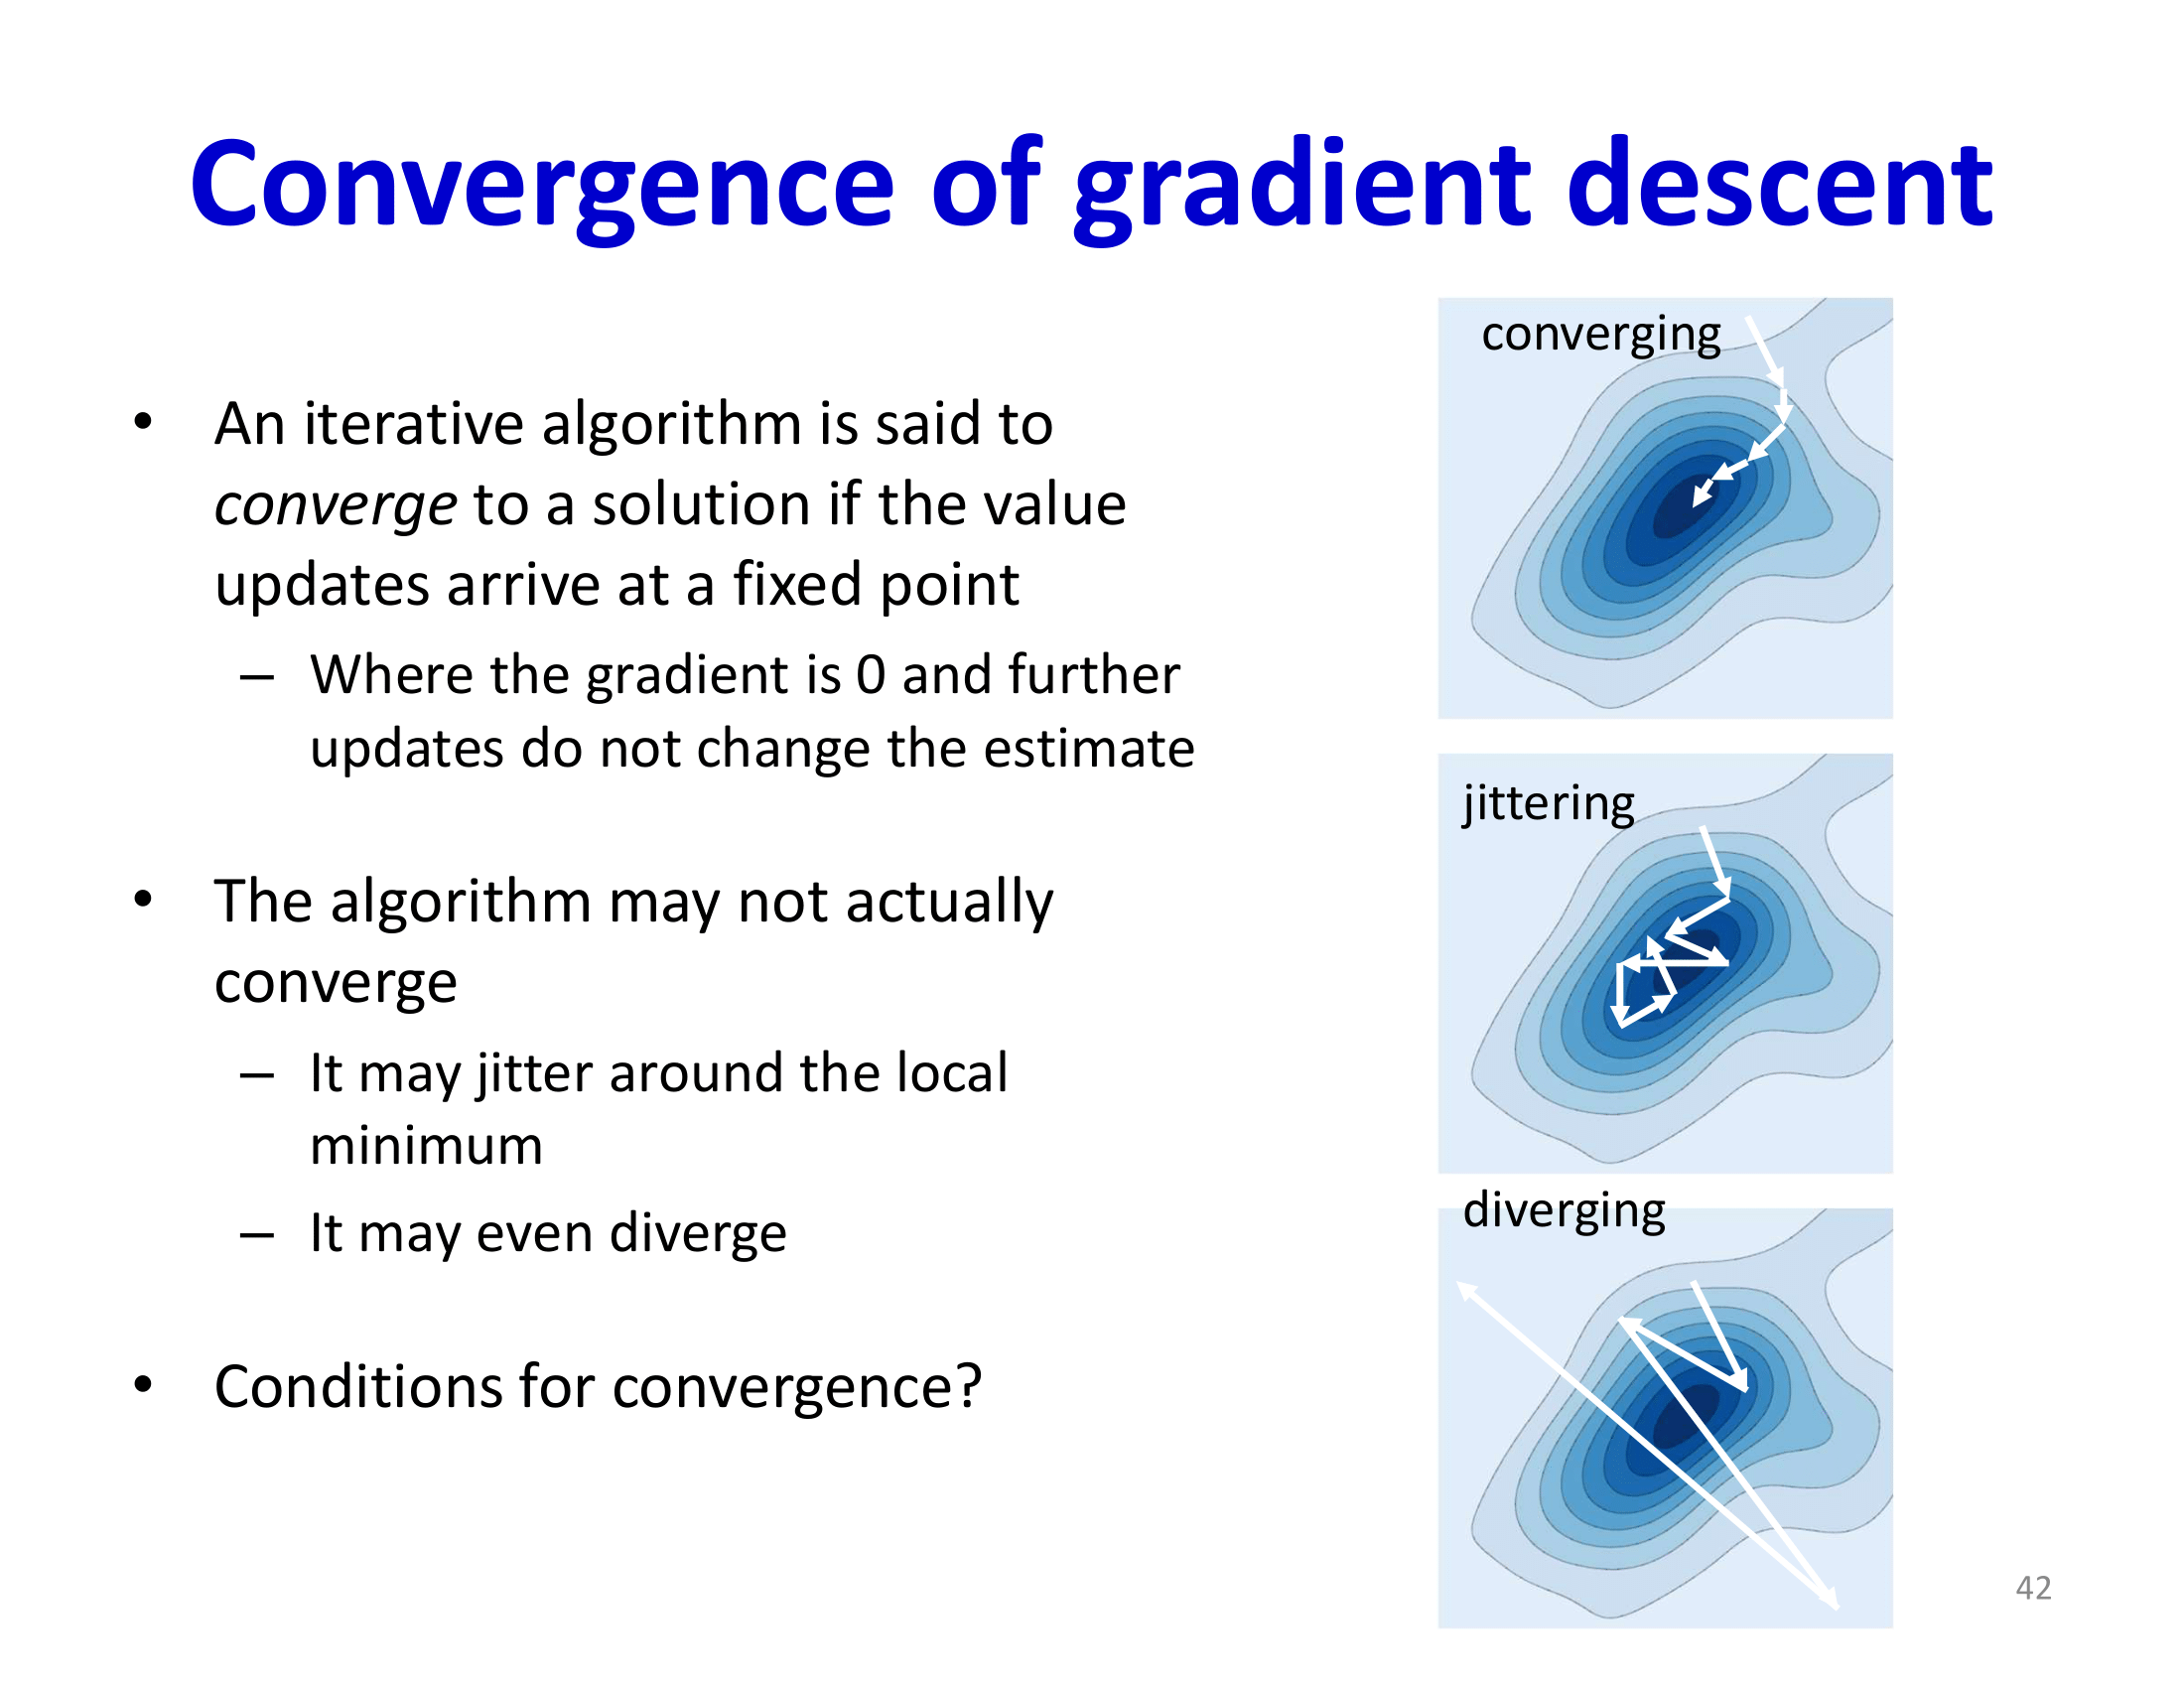 Convergence of gradient descent
• An iterative algorithm is said to
converge to a solution if the value
updates arrive at a fixed point
– Where the gradient is 0 and further
updates do not change the estimate
• The algorithm may not actually
converge
– It may jitter around the local
minimum
– It may even diverge
• Conditions for convergence?
converging
jittering
diverging
42